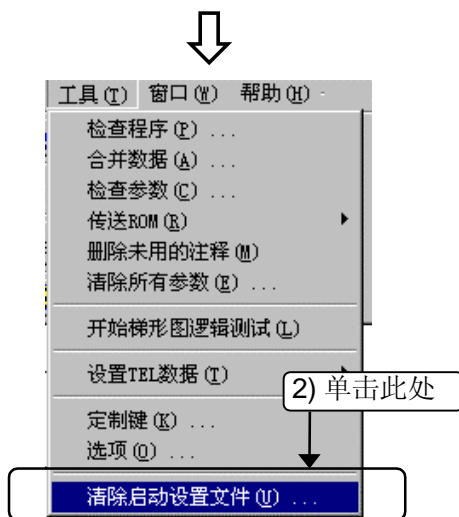 工具(T) 窗口(W) 帮助(H)
检查程序(P) ...
合并数据(A) ...
检查参数(C) ...
传送ROM(R)
删除未用的注释(M)
清除所有参数(E) ...
开始梯形图逻辑测试(L)
设置TEL数据(T)
2) 单击此处
定制键(K) ...
选项(O) ...
清除启动设置文件(U) ...